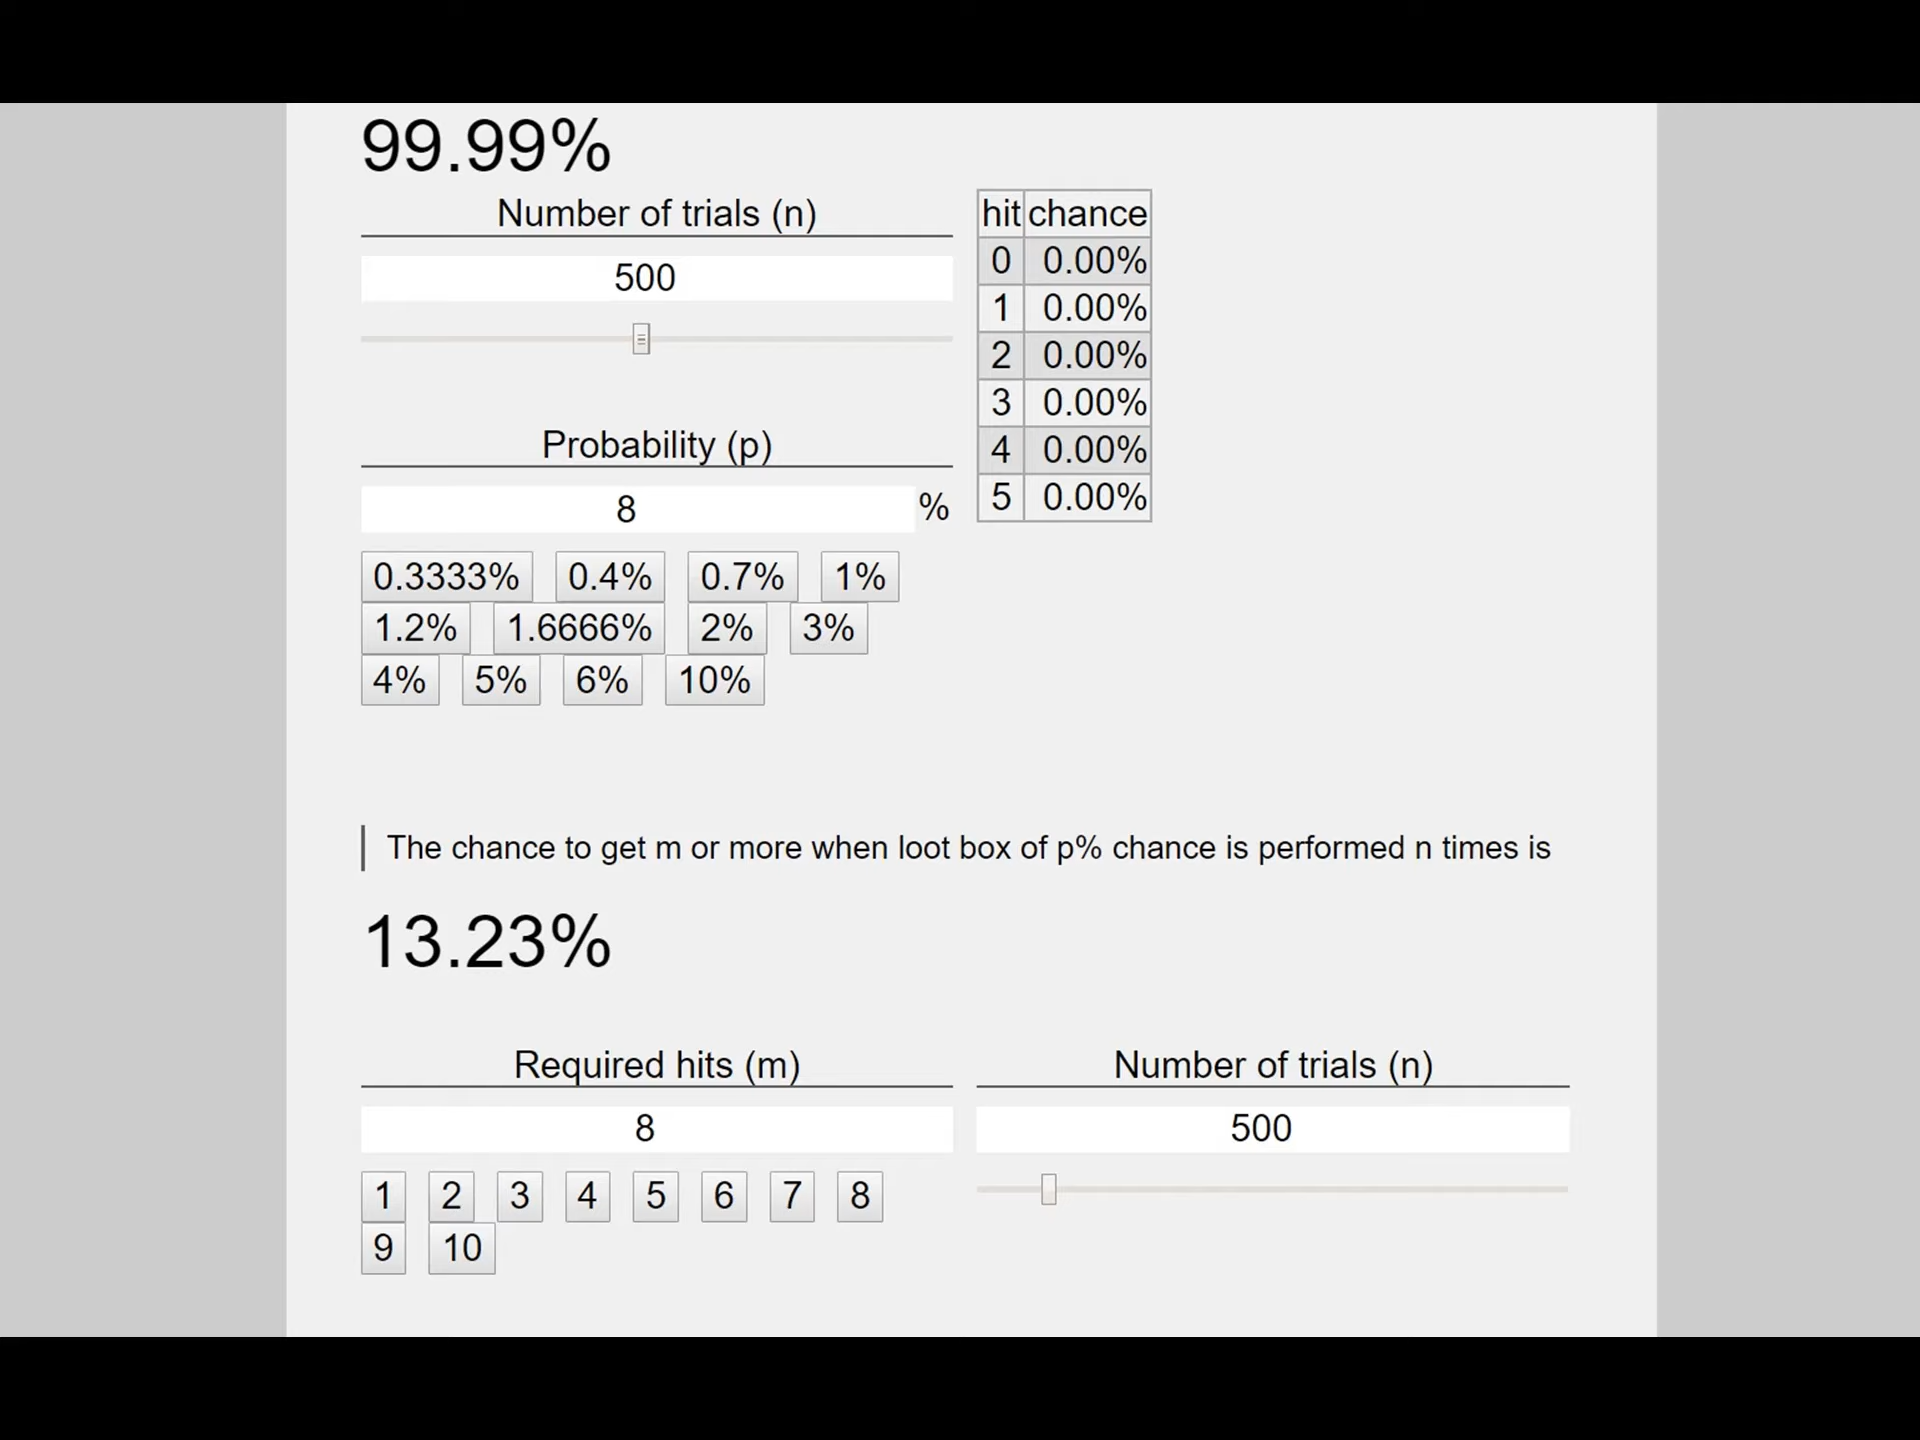 99.99%
Number of trials (n)
500
hit chance
0 0.00%
1 0.00%
2 0.00%
3 0.00%
4 0.00%
5 0.00%
Probability (p)
8 %
0.3333% 0.4% 0.7% 1%
1.2% 1.6666% 2% 3%
4% 5% 6% 10%
The chance to get m or more when loot box of p% chance is performed n times is
13.23%
Required hits (m)
8
1 2 3 4 5 6 7 8
9 10
Number of trials (n)
500